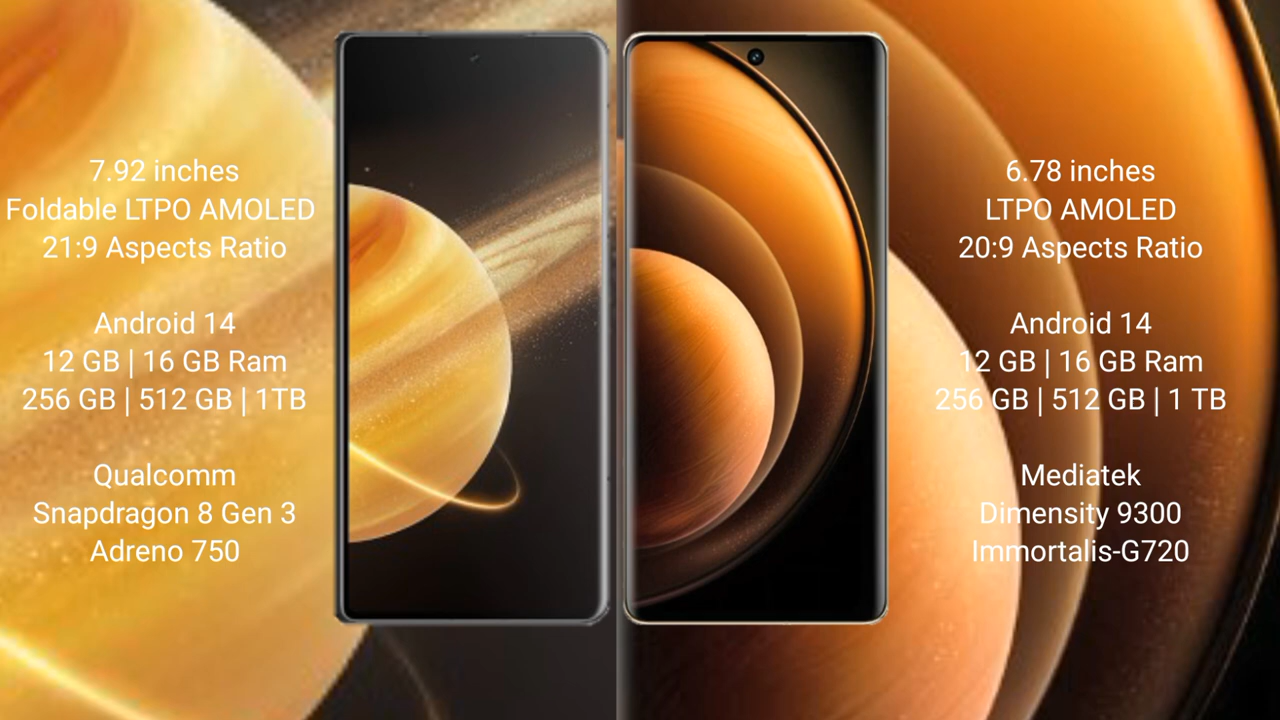 7.92 inches
Foldable LTPO AMOLED
21:9 Aspects Ratio
Android 14
12 GB | 16 GB Ram
256 GB | 512 GB | 1TB
Qualcomm
Snapdragon 8 Gen 3
Adreno 750
6.78 inches
LTPO AMOLED
20:9 Aspects Ratio
Android 14
12 GB | 16 GB Ram
256 GB | 512 GB | 1 TB
Mediatek
Dimensity 9300
Immortalis-G720